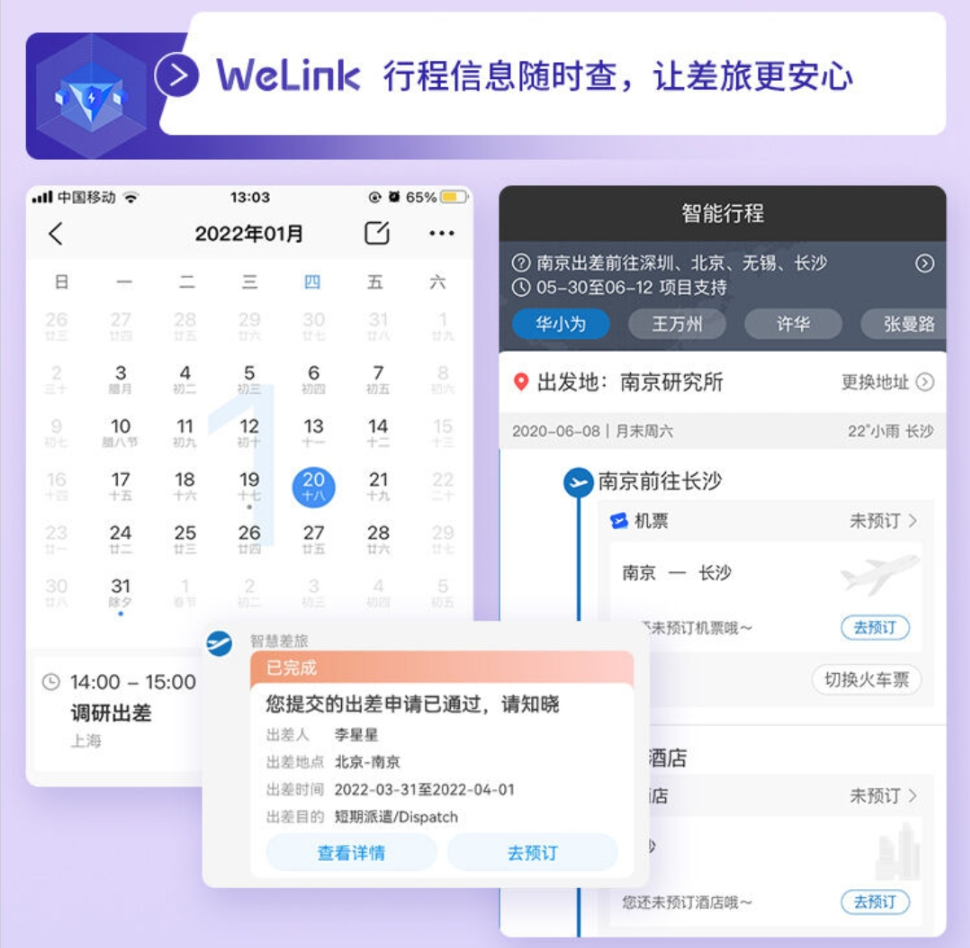 WeLink 行程信息随时查，让差旅更安心
中国移动 13:03 65%
2022年01月
日 一 二 三 四 五 六
26 27 28 29 30 31 1
廿三 廿四 廿五 廿六 廿七 廿八 廿九
2 3 4 5 6 7 8
三十 腊月 初二 初三 初四 初五 初六
9 10 11 12 13 14 15
初七 腊八节 初九 初十 十一 十二 十三
1
16 17 18 19 20 21 22
十四 十五 十六 十七 十八 十九 二十
23 24 25 26 27 28 29
廿一 廿二 廿三 廿四 廿五 廿六 廿七
30 31 1 2 3 4 5
廿八 除夕 春节 初二 初三 初四 初五
14:00 – 15:00
调研出差
上海
智慧差旅
已完成
您提交的出差申请已通过，请知晓
出差人 李星星
出差地点 北京-南京
出差时间 2022-03-31至2022-04-01
出差目的 短期派遣/Dispatch
查看详情 去预订
智能行程
南京出差前往深圳、北京、无锡、长沙
05-30至06-12 项目支持
华小为 王万州 许华 张曼路
出发地：南京研究所 更换地址
2020-06-08 | 月末周六 22°小雨 长沙
南京前往长沙
机票 未预订
南京 — 长沙
还未预订机票哦～ 去预订
切换火车票
酒店
店 未预订
您还未预订酒店哦～ 去预订